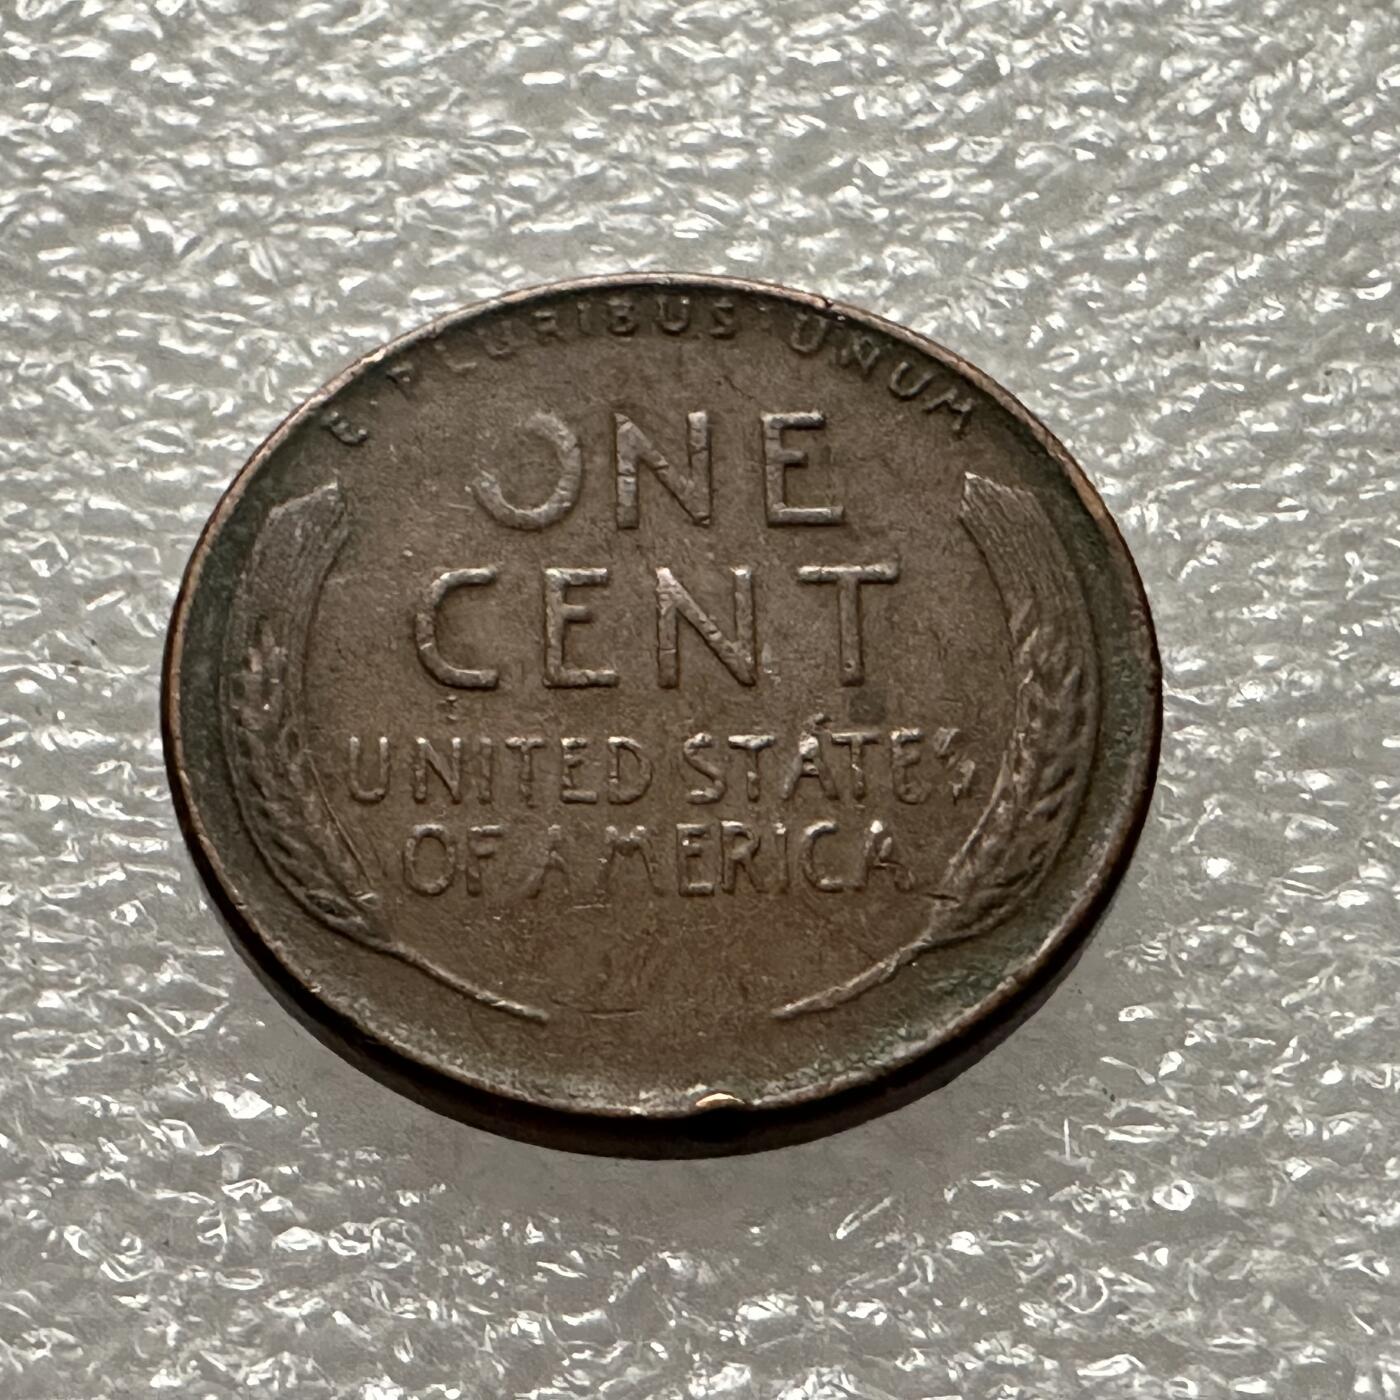 E · PLURIBUS · UNUM
ONE
CENT
UNITED STATES
OF AMERICA